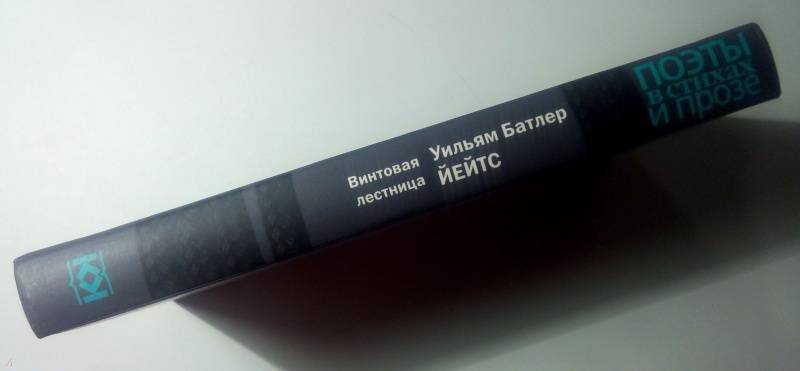 ПОЭТЫ
в стихах
и прозе
Уильям Батлер
ЙЕЙТС
Винтовая
лестница